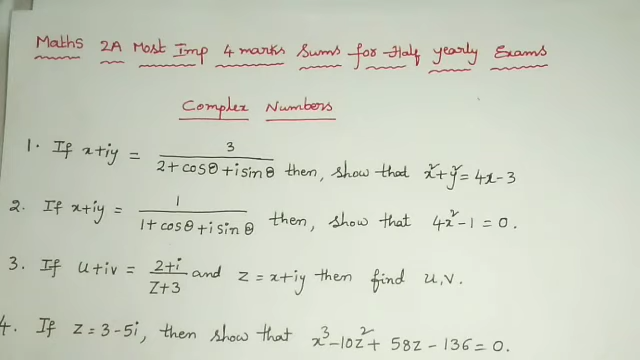 Maths 2A Most Imp 4 marks Sums for Half yearly Exams
Complex Numbers
1. If x+iy = 3/(2+cosθ+isinθ) then, show that x²+y²=4x-3
2. If x+iy = 1/(1+cosθ+isinθ) then, show that 4x²-1=0.
3. If u+iv = (2+i)/(Z+3) and z=x+iy then find u,v.
4. If z=3-5i, then show that x³-10z²+58z-136=0.